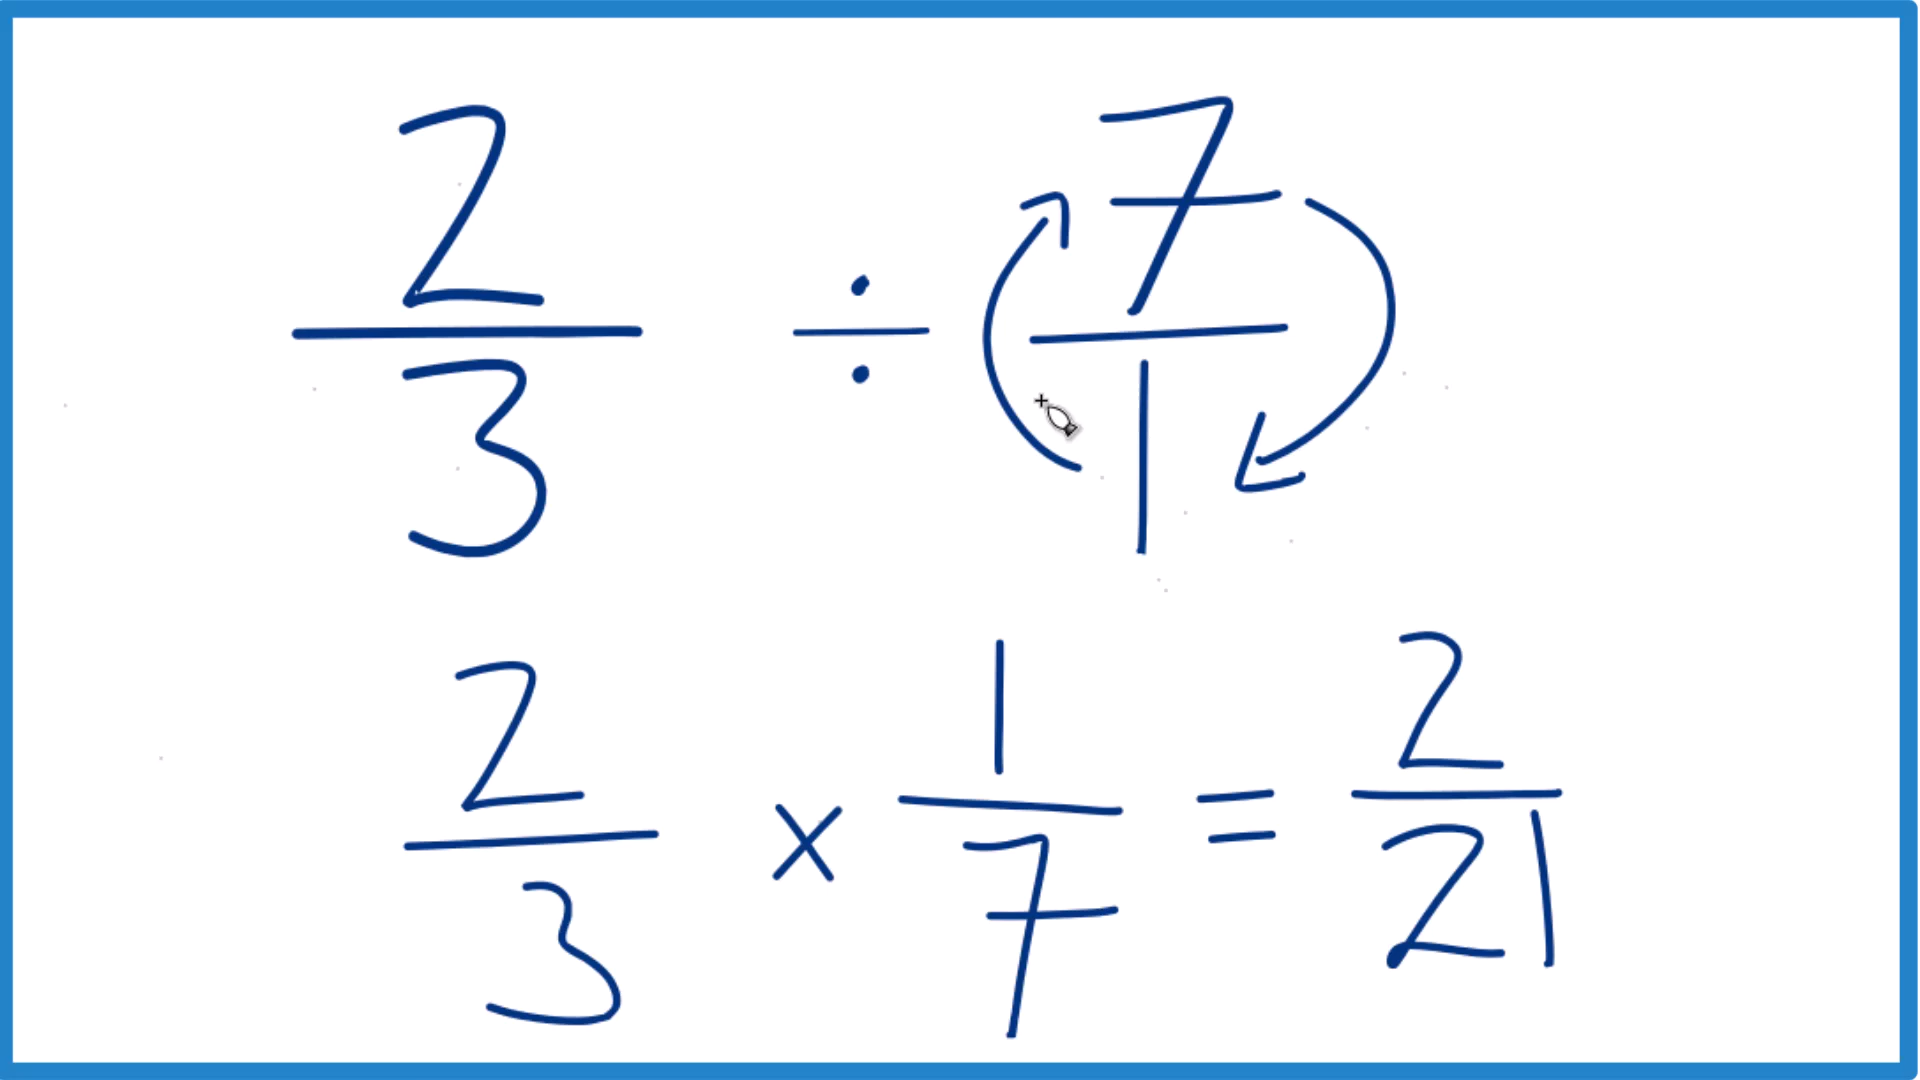 2/3 ÷ 7/1
2/3 × 1/7 = 2/21